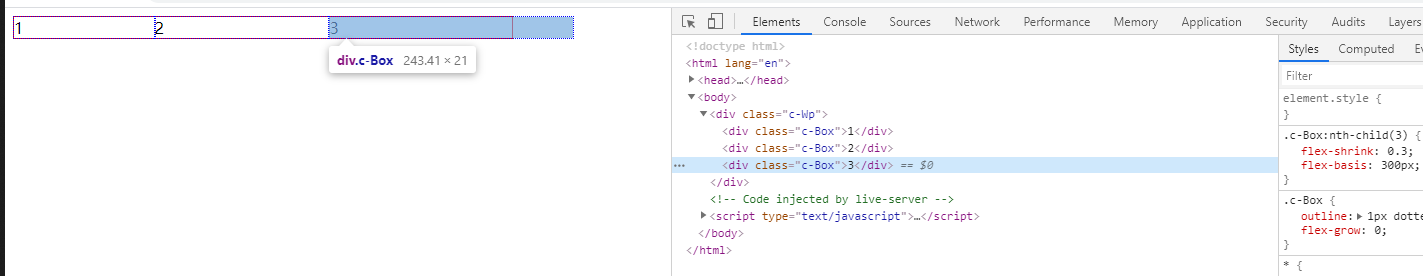 1 2 3
div.c-Box 243.41 × 21
Elements Console Sources Network Performance Memory Application Security Audits Layers
<!doctype html>
<html lang="en">
<head>…</head>
<body>
<div class="c-Wp">
<div class="c-Box">1</div>
<div class="c-Box">2</div>
… <div class="c-Box">3</div> == $0
</div>
<!-- Code injected by live-server -->
<script type="text/javascript">…</script>
</body>
</html>
Styles Computed Ev
Filter
element.style {
}
.c-Box:nth-child(3) {
flex-shrink: 0.3;
flex-basis: 300px;
}
.c-Box {
outline: 1px dotte
flex-grow: 0;
}
* {